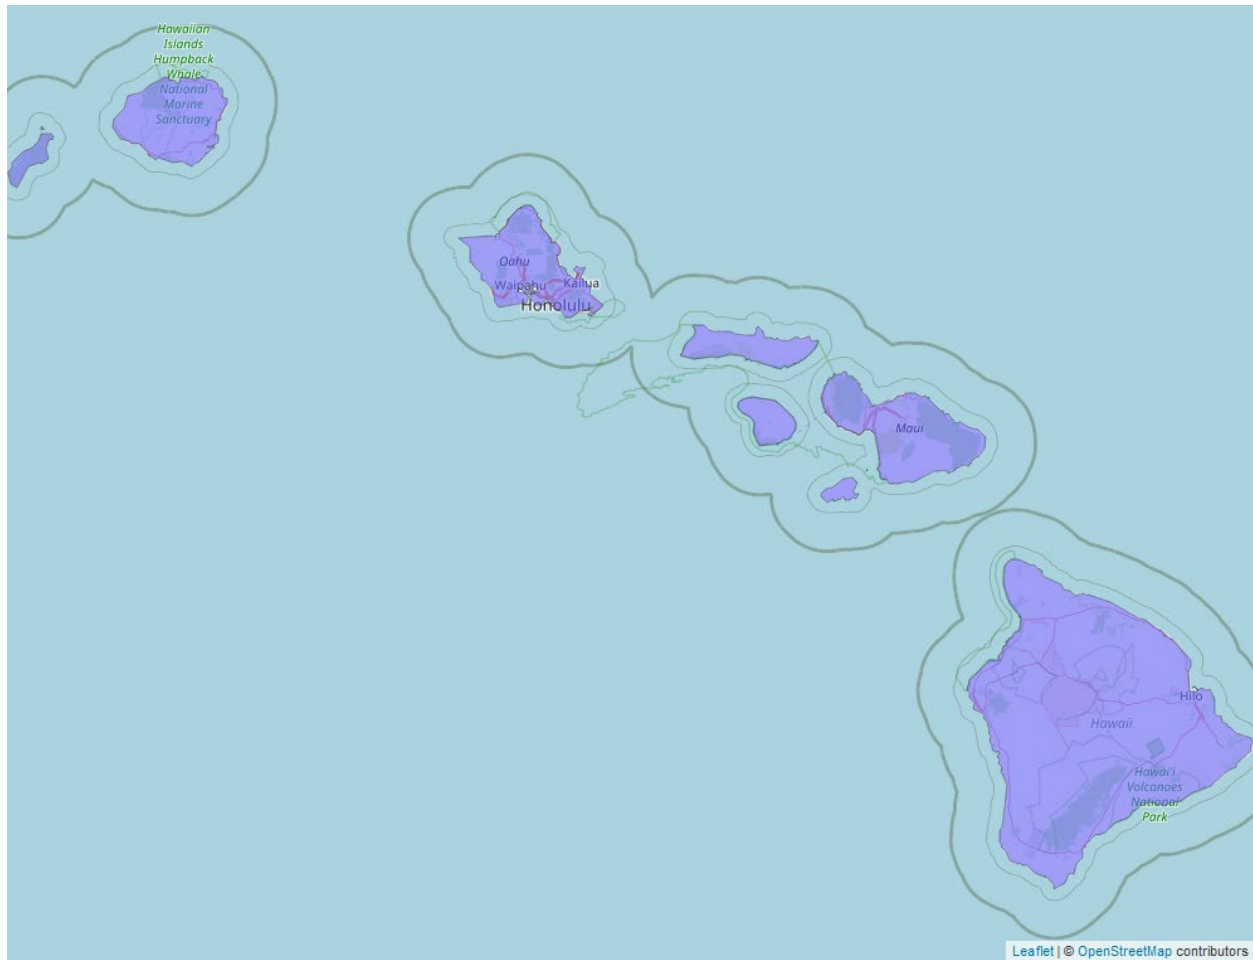 Hawaiian
Islands
Humpback
Whale
National
Marine
Sanctuary
Oahu
Waipahu
Kailua
Honolulu
Maui
Hilo
Hawaii
Hawai'i
Volcanoes
National
Park
Leaflet | © OpenStreetMap contributors